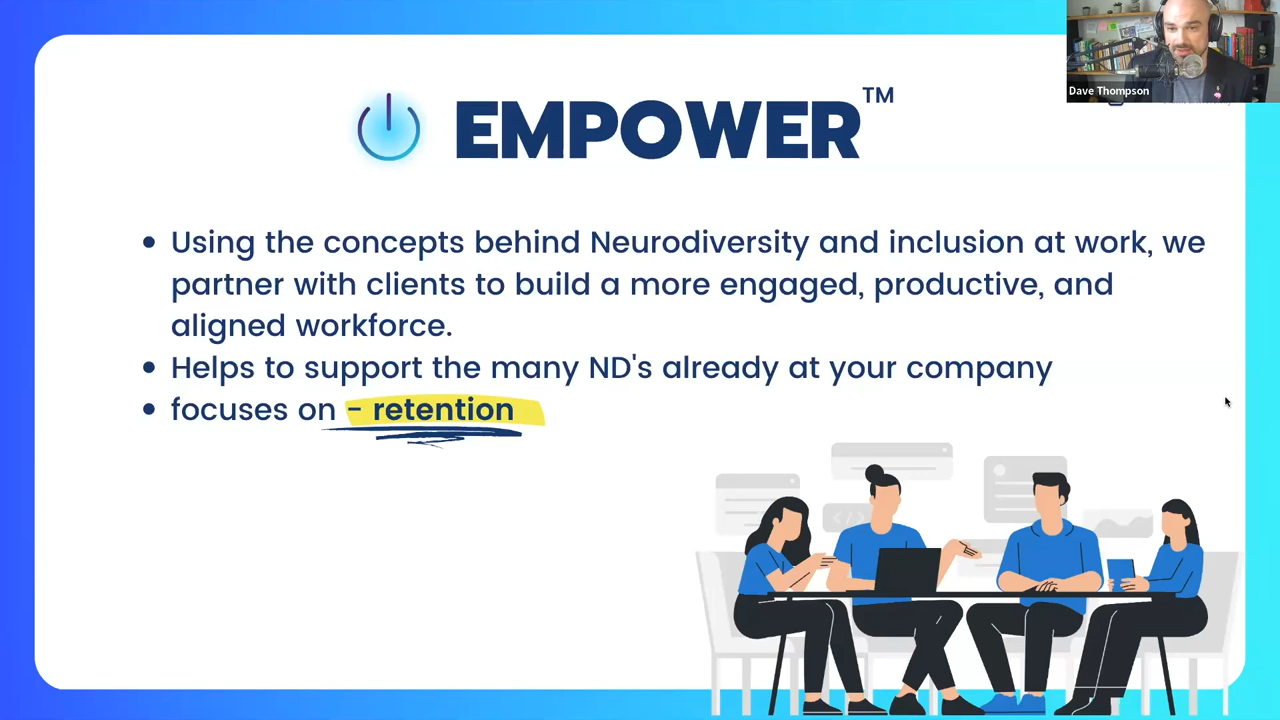 EMPOWER™
Dave Thompson
• Using the concepts behind Neurodiversity and inclusion at work, we
partner with clients to build a more engaged, productive, and
aligned workforce.
• Helps to support the many ND's already at your company
• focuses on - retention
</>